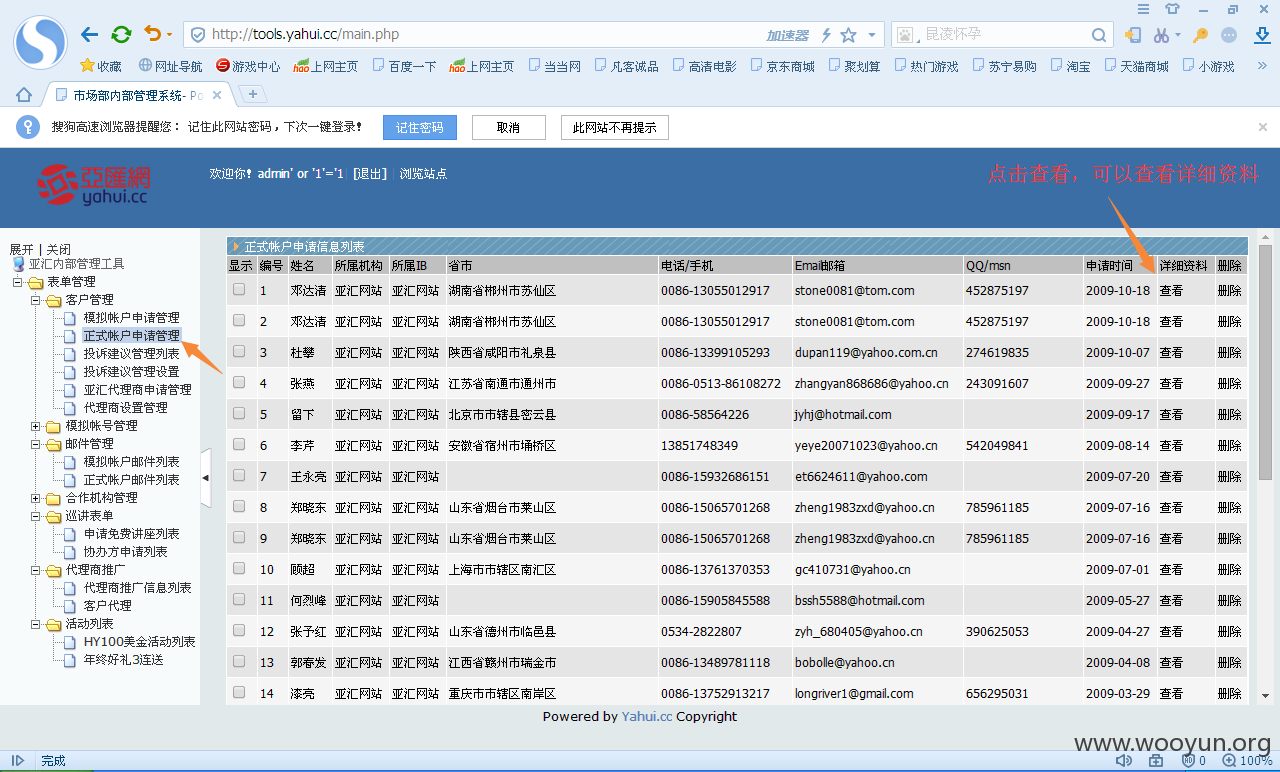 http://tools.yahui.cc/main.php 加速器 昆凌怀孕
收藏 网址导航 游戏中心 hao上网主页 百度一下 hao上网主页 当当网 凡客诚品 高清电影 京东商城 聚划算 热门游戏 苏宁易购 淘宝 天猫商城 小游戏 »
市场部内部管理系统- Po
搜狗高速浏览器提醒您： 记住此网站密码，下次一键登录! 记住密码 取消 此网站不再提示
亞匯網
yahui.cc
欢迎你! admin' or '1'='1 | [退出] | 浏览站点
点击查看，可以查看详细资料
展开 | 关闭
亚汇内部管理工具
表单管理
客户管理
模拟帐户申请管理
正式帐户申请管理
投诉建议管理列表
投诉建议管理设置
亚汇代理商申请管理
代理商设置管理
模拟帐号管理
邮件管理
模拟帐户邮件列表
正式帐户邮件列表
合作机构管理
巡讲表单
申请免费讲座列表
协办方申请列表
代理商推广
代理商推广信息列表
客户代理
活动列表
HY100美金活动列表
年终好礼3连送
正式帐户申请信息列表
显示 编号 姓名 所属机构 所属IB 省市 电话/手机 Email邮箱 QQ/msn 申请时间 详细资料 删除
1 邓达清 亚汇网站 亚汇网站 湖南省郴州市苏仙区 0086-13055012917 stone0081@tom.com 452875197 2009-10-18 查看 删除
2 邓达清 亚汇网站 亚汇网站 湖南省郴州市苏仙区 0086-13055012917 stone0081@tom.com 452875197 2009-10-18 查看 删除
3 杜攀 亚汇网站 亚汇网站 陕西省咸阳市礼泉县 0086-13399105293 dupan119@yahoo.com.cn 274619835 2009-10-07 查看 删除
4 张燕 亚汇网站 亚汇网站 江苏省南通市通州市 0086-0513-86108272 zhangyan868686@yahoo.cn 243091607 2009-09-27 查看 删除
5 留下 亚汇网站 亚汇网站 北京市市辖县密云县 0086-58564226 jyhj@hotmail.com 2009-09-17 查看 删除
6 李芹 亚汇网站 亚汇网站 安徽省宿州市埇桥区 13851748349 yeye20071023@yahoo.cn 542049841 2009-08-14 查看 删除
7 王永亮 亚汇网站 亚汇网站 0086-15932686151 et6624611@yahoo.com 2009-07-20 查看 删除
8 郑晓东 亚汇网站 亚汇网站 山东省烟台市莱山区 0086-15065701268 zheng1983zxd@yahoo.cn 785961185 2009-07-16 查看 删除
9 郑晓东 亚汇网站 亚汇网站 山东省烟台市莱山区 0086-15065701268 zheng1983zxd@yahoo.cn 785961185 2009-07-16 查看 删除
10 顾超 亚汇网站 亚汇网站 上海市市辖区南汇区 0086-13761370353 gc410731@yahoo.cn 2009-07-01 查看 删除
11 何烈峰 亚汇网站 亚汇网站 0086-15905845588 bssh5588@hotmail.com 2009-05-27 查看 删除
12 张子红 亚汇网站 亚汇网站 山东省德州市临邑县 0534-2822807 zyh_680405@yahoo.cn 390625053 2009-04-27 查看 删除
13 郭春发 亚汇网站 亚汇网站 江西省赣州市瑞金市 0086-13489781118 bobolle@yahoo.cn 2009-04-08 查看 删除
14 漆亮 亚汇网站 亚汇网站 重庆市市辖区南岸区 0086-13752913217 longriver1@gmail.com 656295031 2009-03-29 查看 删除
Powered by Yahui.cc Copyright
www.wooyun.org
完成 0 100%